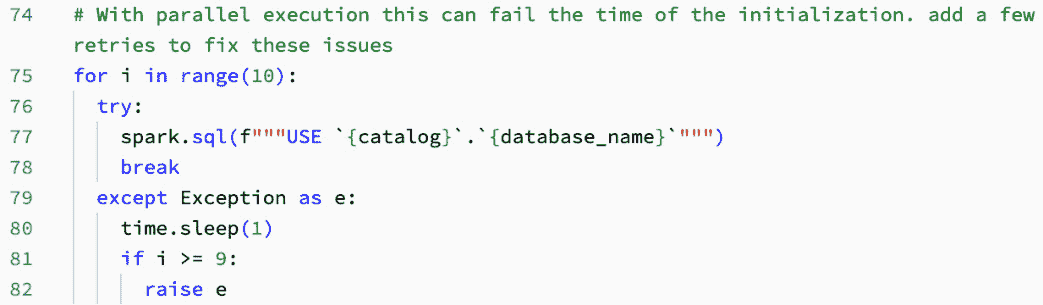 74 # With parallel execution this can fail the time of the initialization. add a few
retries to fix these issues
75 for i in range(10):
76 try:
77 spark.sql(f"""USE `{catalog}`.`{database_name}`""")
78 break
79 except Exception as e:
80 time.sleep(1)
81 if i >= 9:
82 raise e